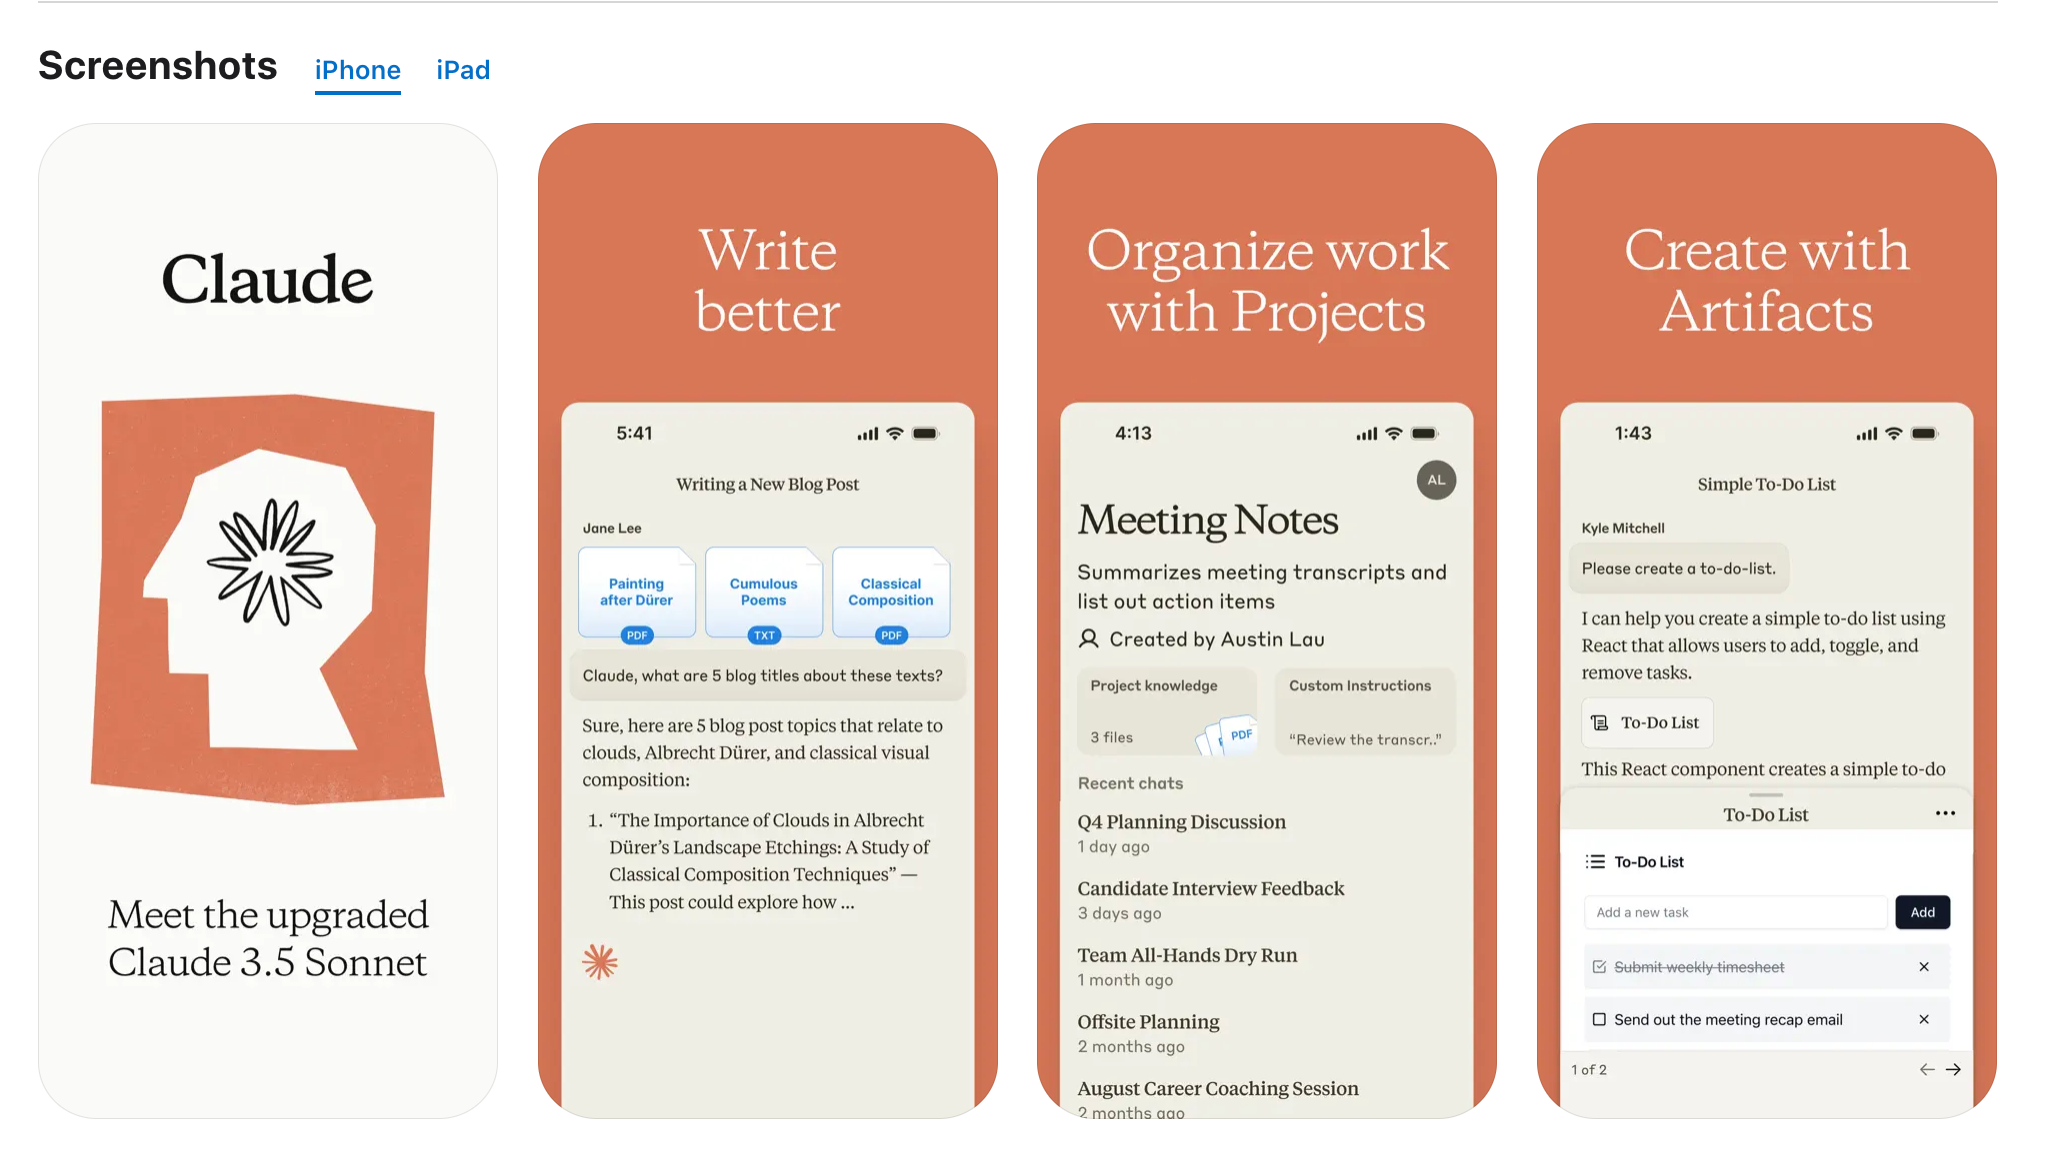 Screenshots iPhone iPad
Claude
Meet the upgraded
Claude 3.5 Sonnet
Write
better
5:41
Writing a New Blog Post
Jane Lee
Painting
after Dürer
PDF
Cumulous
Poems
TXT
Classical
Composition
PDF
Claude, what are 5 blog titles about these texts?
Sure, here are 5 blog post topics that relate to
clouds, Albrecht Dürer, and classical visual
composition:
1. “The Importance of Clouds in Albrecht
Dürer’s Landscape Etchings: A Study of
Classical Composition Techniques” —
This post could explore how ...
Organize work
with Projects
4:13
AL
Meeting Notes
Summarizes meeting transcripts and
list out action items
Created by Austin Lau
Project knowledge
3 files
PDF
Custom Instructions
“Review the transcr..”
Recent chats
Q4 Planning Discussion
1 day ago
Candidate Interview Feedback
3 days ago
Team All-Hands Dry Run
1 month ago
Offsite Planning
2 months ago
August Career Coaching Session
2 months ago
Create with
Artifacts
1:43
Simple To-Do List
Kyle Mitchell
Please create a to-do-list.
I can help you create a simple to-do list using
React that allows users to add, toggle, and
remove tasks.
To-Do List
This React component creates a simple to-do
To-Do List
To-Do List
Add a new task
Add
Submit weekly timesheet
Send out the meeting recap email
1 of 2